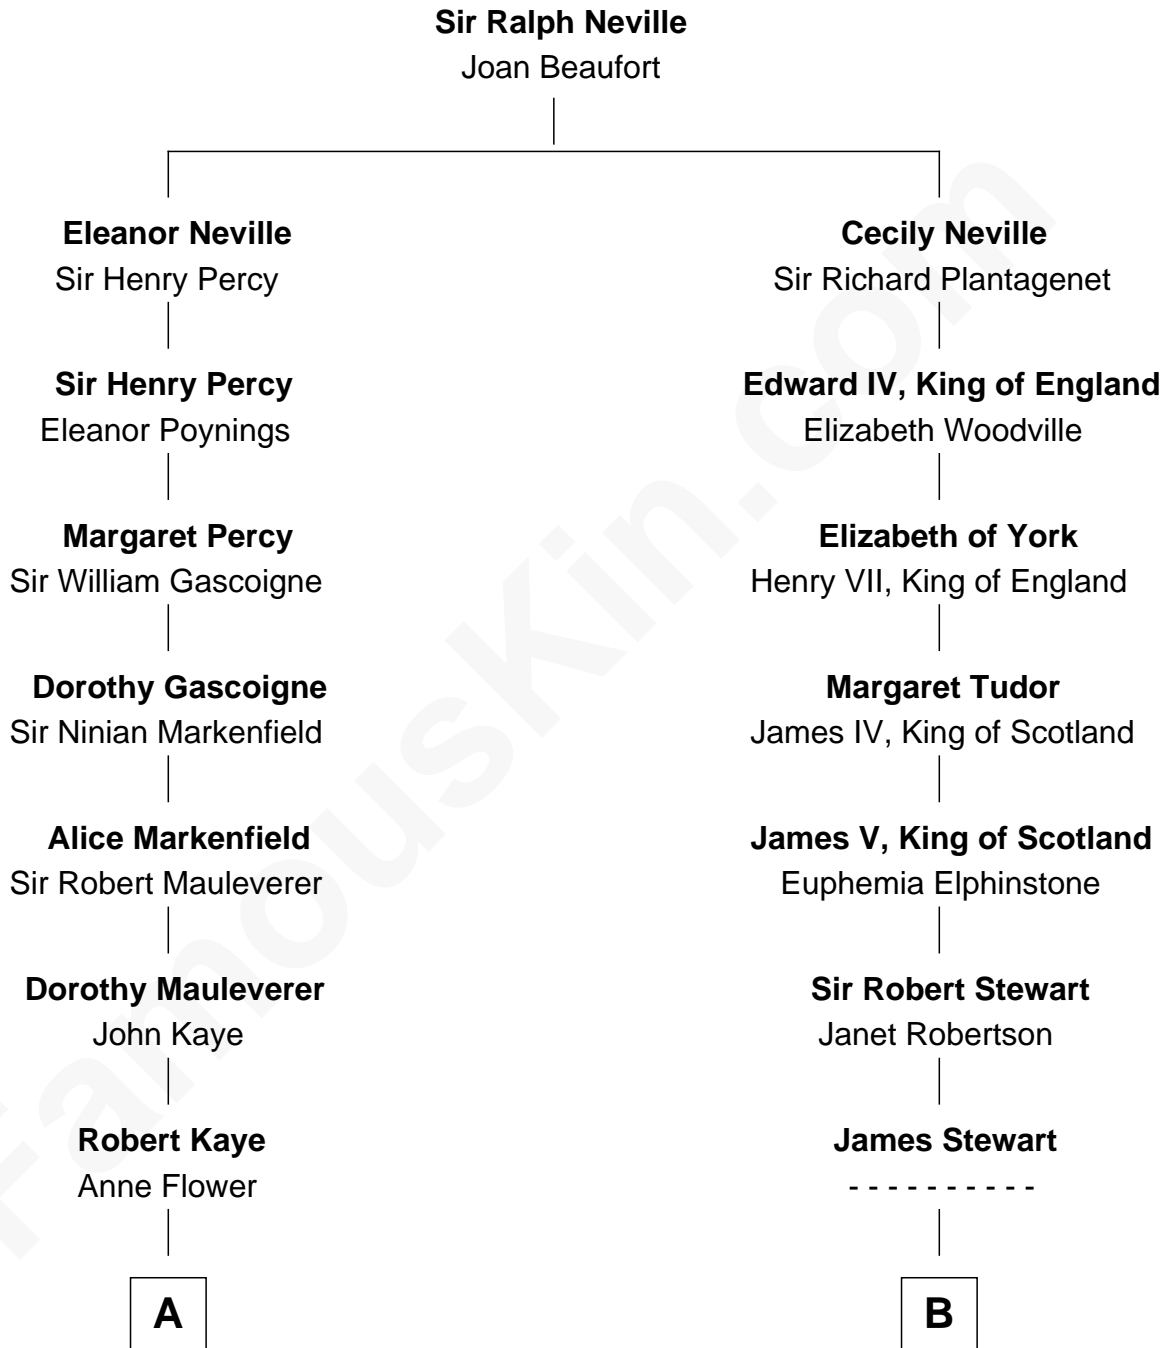 Sir Ralph Neville
Joan Beaufort
Eleanor Neville
Sir Henry Percy
Cecily Neville
Sir Richard Plantagenet
Sir Henry Percy
Eleanor Poynings
Edward IV, King of England
Elizabeth Woodville
Margaret Percy
Sir William Gascoigne
Elizabeth of York
Henry VII, King of England
Dorothy Gascoigne
Sir Ninian Markenfield
Margaret Tudor
James IV, King of Scotland
Alice Markenfield
Sir Robert Mauleverer
James V, King of Scotland
Euphemia Elphinstone
Dorothy Mauleverer
John Kaye
Sir Robert Stewart
Janet Robertson
Robert Kaye
Anne Flower
James Stewart
- - - - - - - - - -
A
B
FamousKin.com